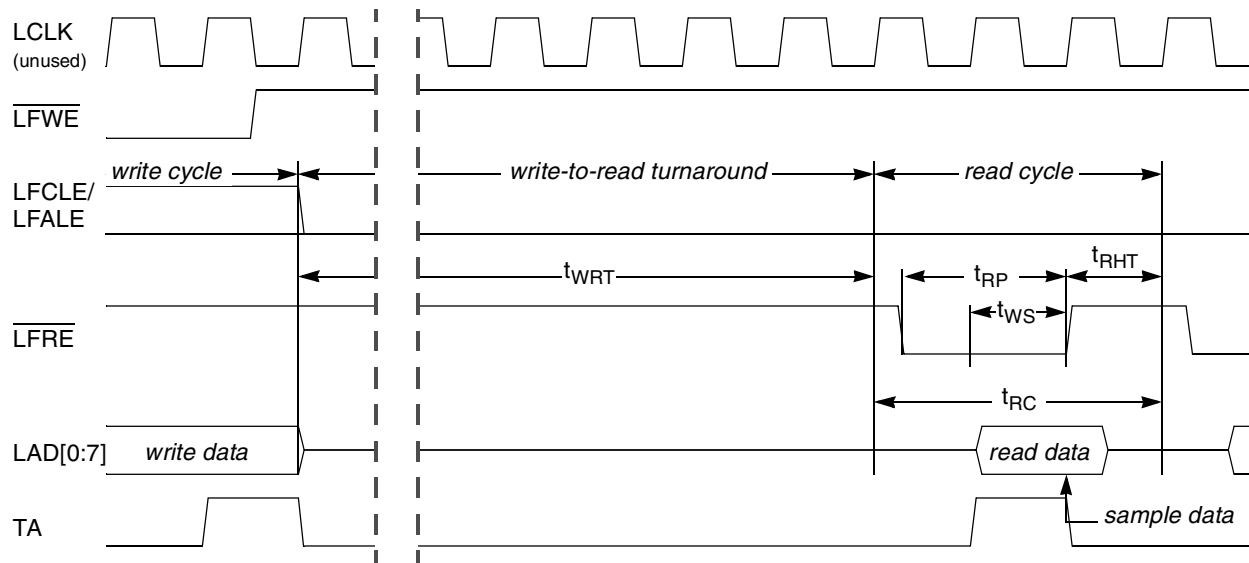 LCLK
(unused)
LFWE
write cycle write-to-read turnaround read cycle
LFCLE/
LFALE
tWRT tRP tRHT
tWS
LFRE
tRC
LAD[0:7] write data read data
sample data
TA